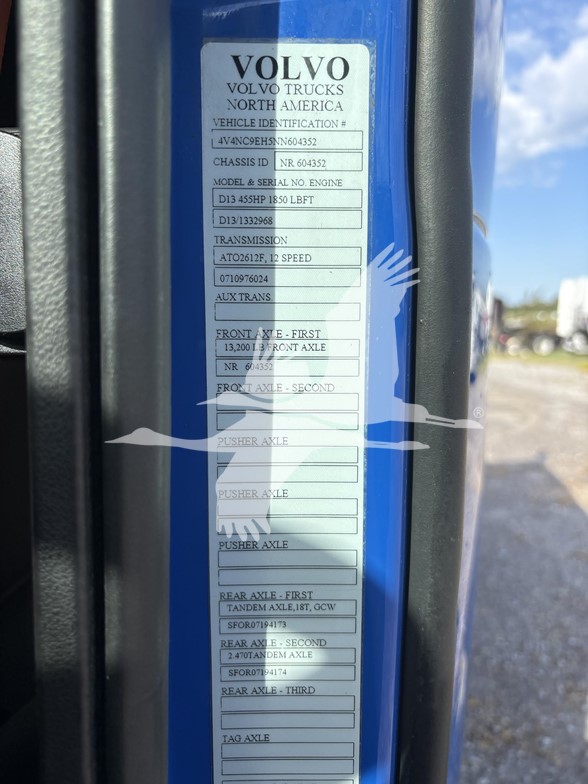 VOLVO
VOLVO TRUCKS
NORTH AMERICA
VEHICLE IDENTIFICATION #
4V4NC9EH5NN604352
CHASSIS ID NR 604352
MODEL & SERIAL NO. ENGINE
D13 455HP 1850 LBFT
D13/1332968
TRANSMISSION
ATO2612F, 12 SPEED
0710976024
AUX TRANS
FRONT AXLE - FIRST
13,200 LB FRONT AXLE
NR 604352
FRONT AXLE - SECOND
PUSHER AXLE
PUSHER AXLE
PUSHER AXLE
REAR AXLE - FIRST
TANDEM AXLE,18T, GCW
SFOR07194173
REAR AXLE - SECOND
2.470TANDEM AXLE
SFOR07194174
REAR AXLE - THIRD
TAG AXLE
®